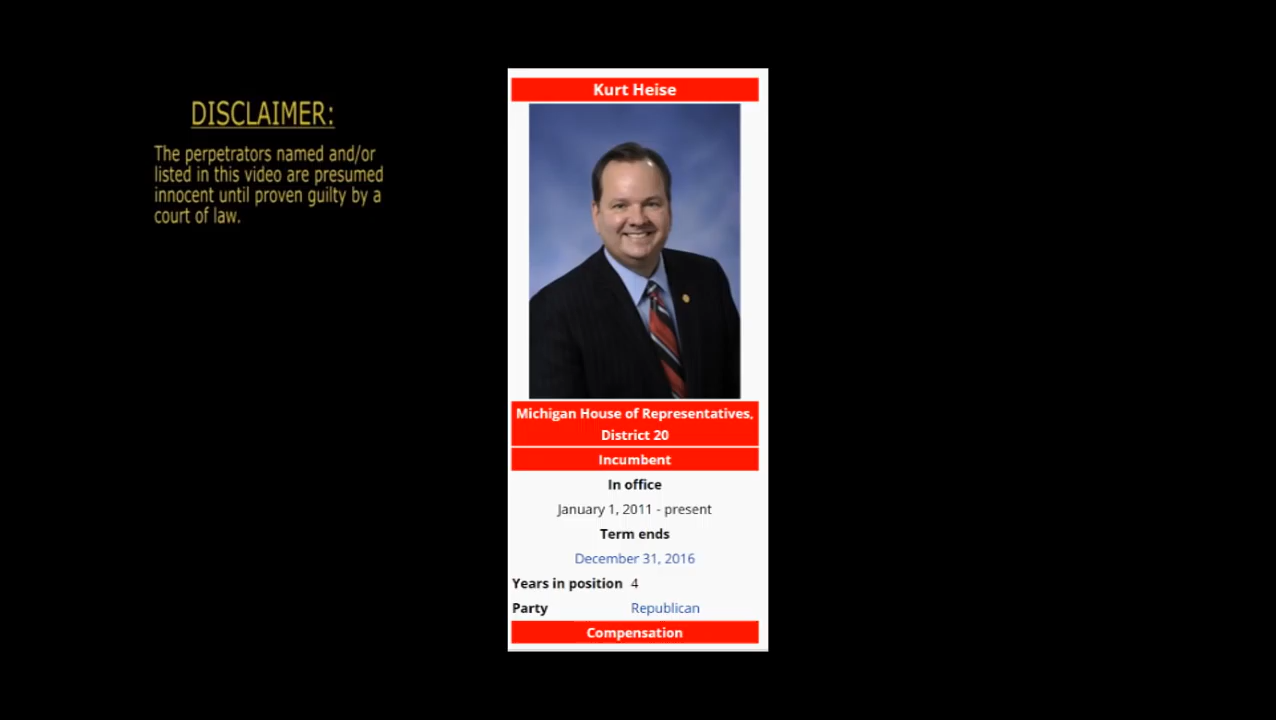 DISCLAIMER:
The perpetrators named and/or
listed in this video are presumed
innocent until proven guilty by a
court of law.
Kurt Heise
Michigan House of Representatives,
District 20
Incumbent
In office
January 1, 2011 - present
Term ends
December 31, 2016
Years in position 4
Party Republican
Compensation